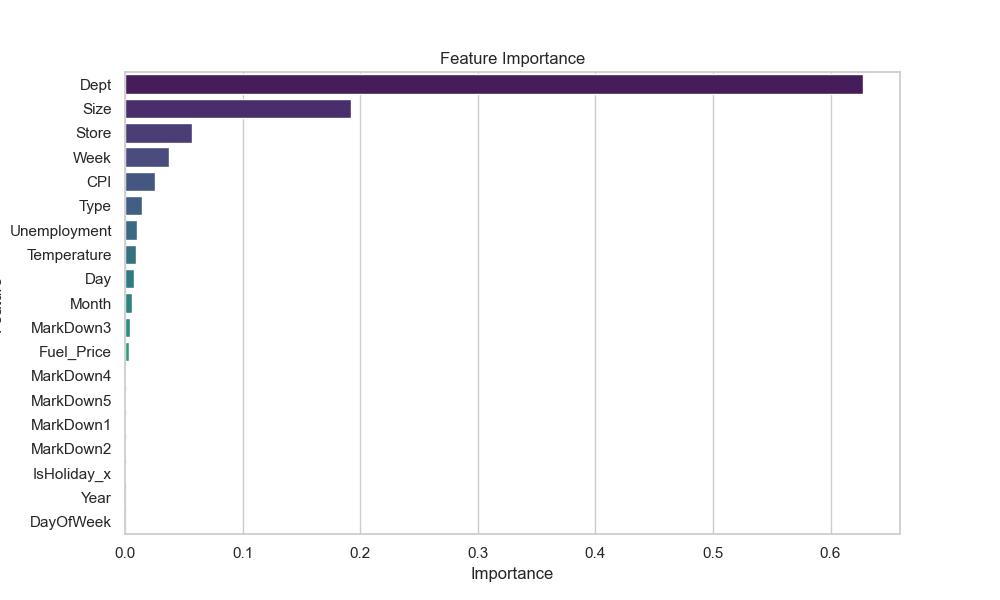 Feature Importance
Dept
Size
Store
Week
CPI
Type
Unemployment
Temperature
Day
Month
MarkDown3
Fuel_Price
MarkDown4
MarkDown5
MarkDown1
MarkDown2
IsHoliday_x
Year
DayOfWeek
0.0 0.1 0.2 0.3 0.4 0.5 0.6
Importance